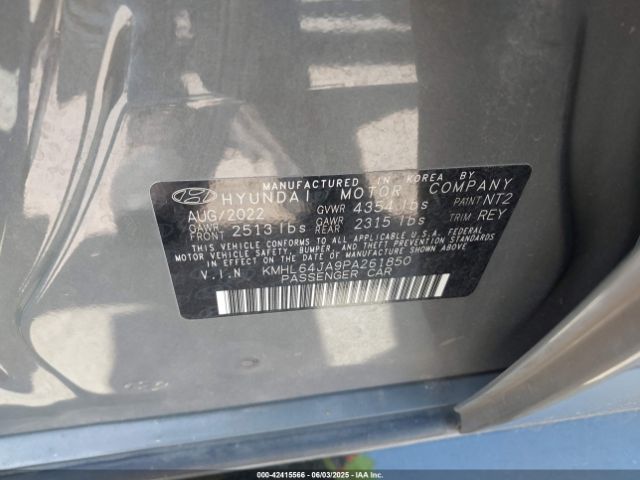 MANUFACTURED IN KOREA BY
HYUNDAI MOTOR COMPANY
AUG/2022 GVWR 4354 lbs PAINT NT2
GAWR FRONT 2513 lbs GAWR REAR 2315 lbs TRIM REY
THIS VEHICLE CONFORMS TO ALL APPLICABLE U.S.A. FEDERAL
MOTOR VEHICLE SAFETY, BUMPER, AND THEFT PREVENTION STANDARDS
IN EFFECT ON THE DATE OF MANUFACTURE SHOWN ABOVE.
V.I.N KMHL64JA9PA261850
PASSENGER CAR
000-42415566 - 06/03/2025 - IAAI.com